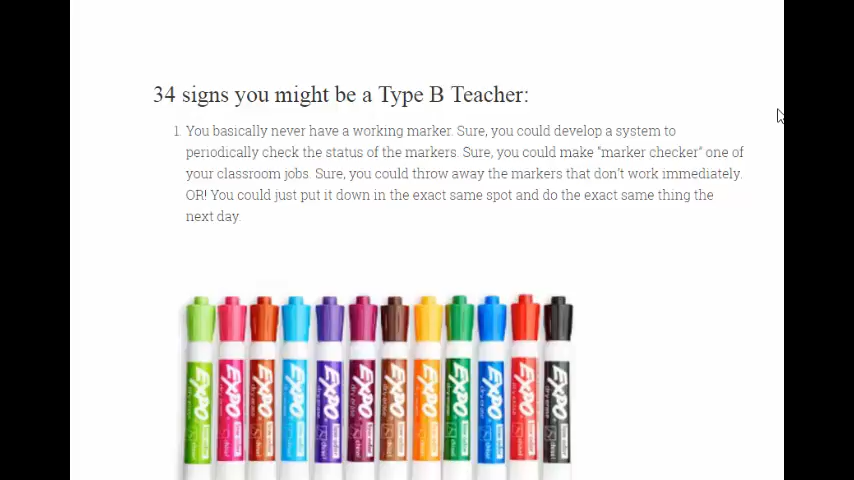 34 signs you might be a Type B Teacher:
1. You basically never have a working marker. Sure, you could develop a system to
periodically check the status of the markers. Sure, you could make “marker checker” one of
your classroom jobs. Sure, you could throw away the markers that don’t work immediately.
OR! You could just put it down in the exact same spot and do the exact same thing the
next day.
EXPO EXPO EXPO EXPO EXPO EXPO EXPO EXPO EXPO EXPO EXPO EXPO